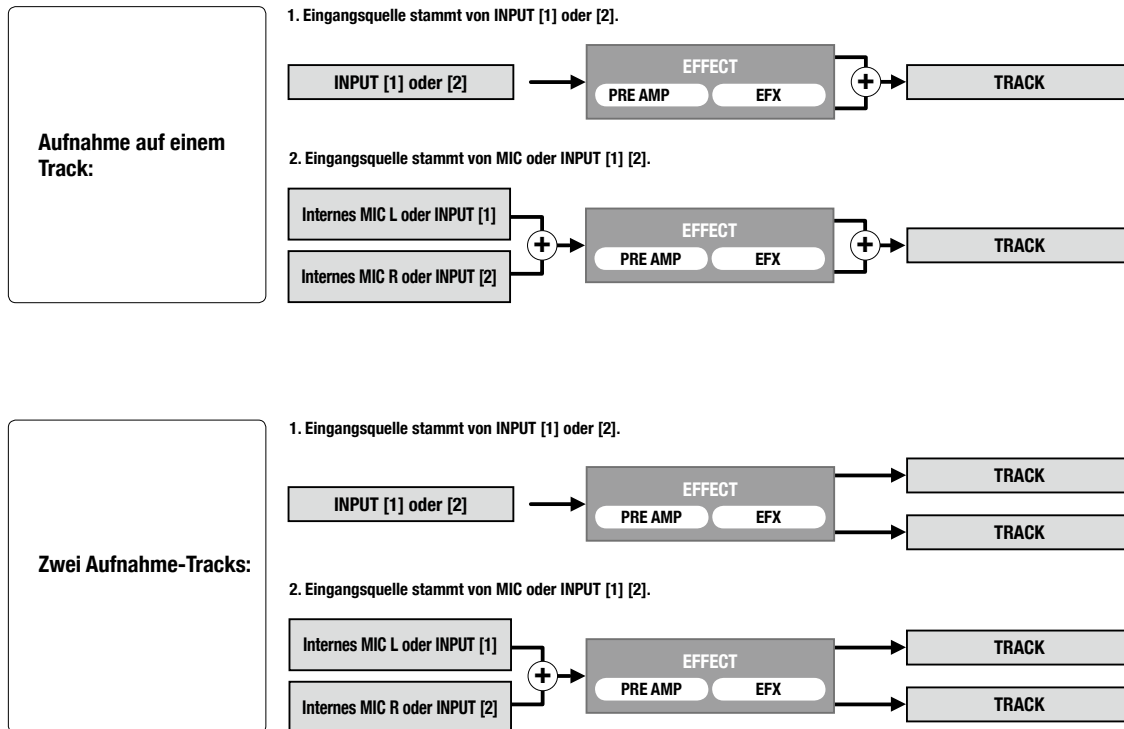 Aufnahme auf einem
Track:
1. Eingangsquelle stammt von INPUT [1] oder [2].
INPUT [1] oder [2]
EFFECT
PRE AMP
EFX
+
TRACK
2. Eingangsquelle stammt von MIC oder INPUT [1] [2].
Internes MIC L oder INPUT [1]
Internes MIC R oder INPUT [2]
+
EFFECT
PRE AMP
EFX
+
TRACK
Zwei Aufnahme-Tracks:
1. Eingangsquelle stammt von INPUT [1] oder [2].
INPUT [1] oder [2]
EFFECT
PRE AMP
EFX
TRACK
TRACK
2. Eingangsquelle stammt von MIC oder INPUT [1] [2].
Internes MIC L oder INPUT [1]
Internes MIC R oder INPUT [2]
+
EFFECT
PRE AMP
EFX
TRACK
TRACK